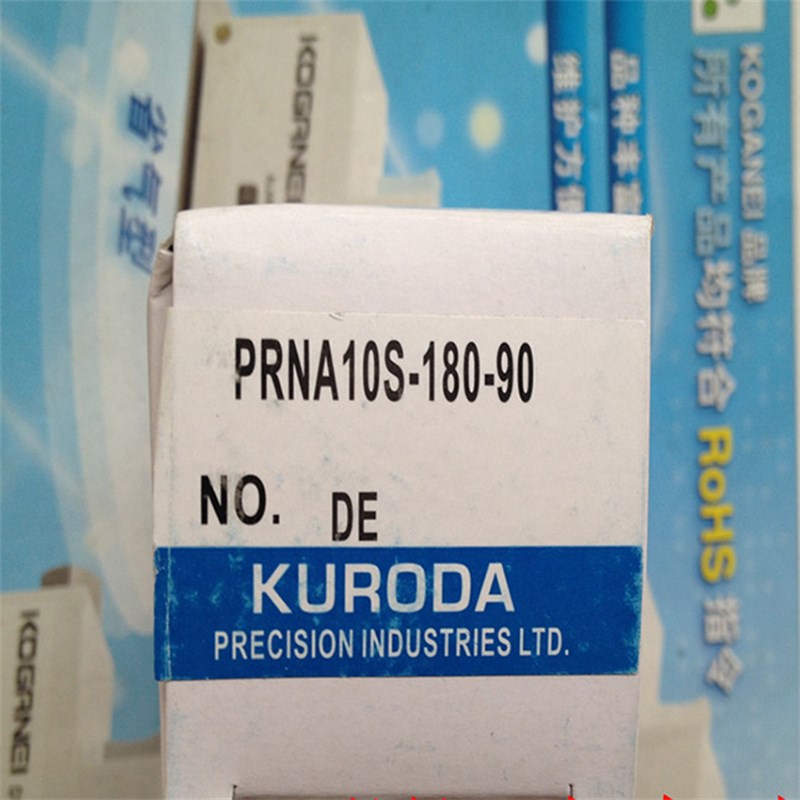 PRNA10S-180-90
NO. DE
KURODA
PRECISION INDUSTRIES LTD.
省气型
KOGANEI
维护方便
品种丰富
KOGANEI 品牌
所有产品均符合 RoHS 指令
KOGANEI